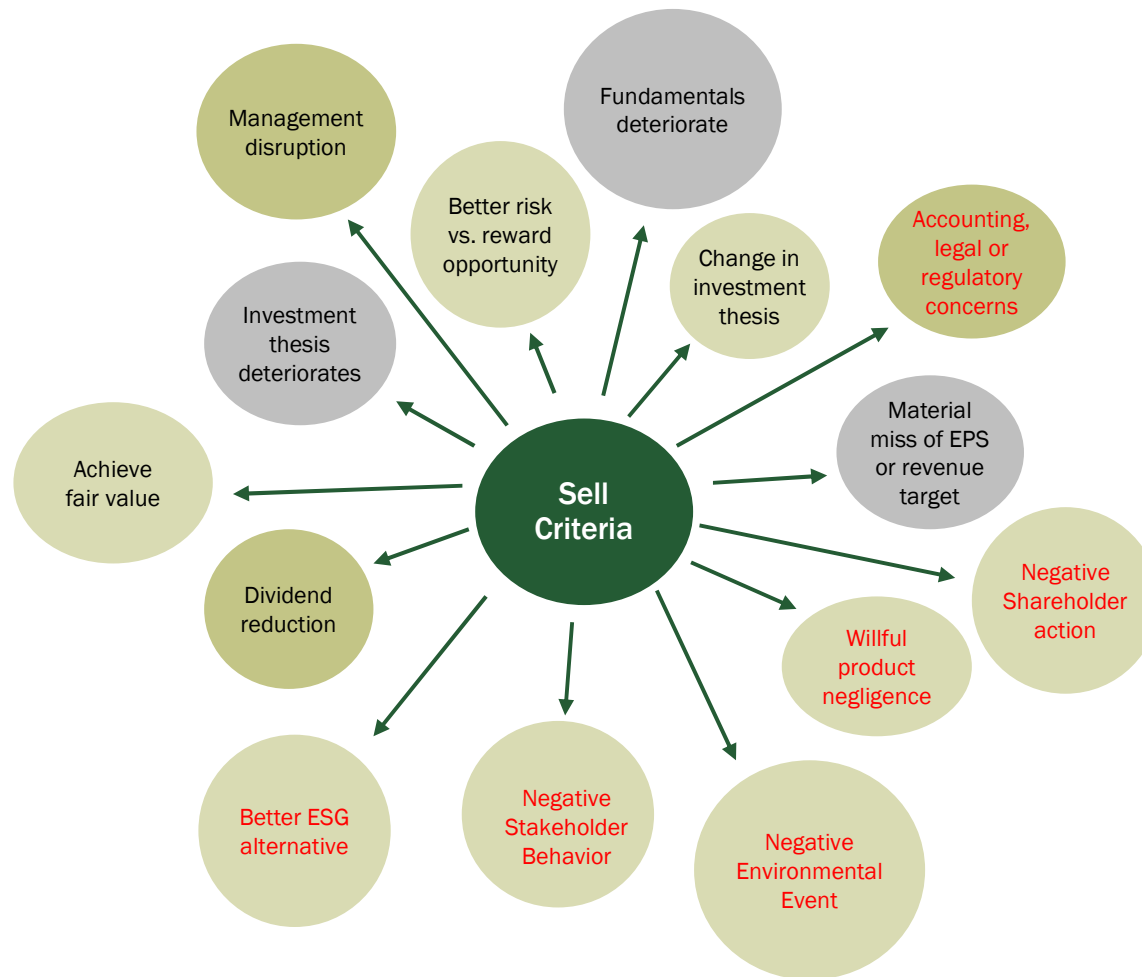 Fundamentals
deteriorate
Management
disruption
Better risk
vs. reward
opportunity
Accounting,
legal or
regulatory
concerns
Change in
investment
thesis
Investment
thesis
deteriorates
Material
miss of EPS
or revenue
target
Achieve
fair value
Sell
Criteria
Negative
Shareholder
action
Dividend
reduction
Willful
product
negligence
Better ESG
alternative
Negative
Stakeholder
Behavior
Negative
Environmental
Event